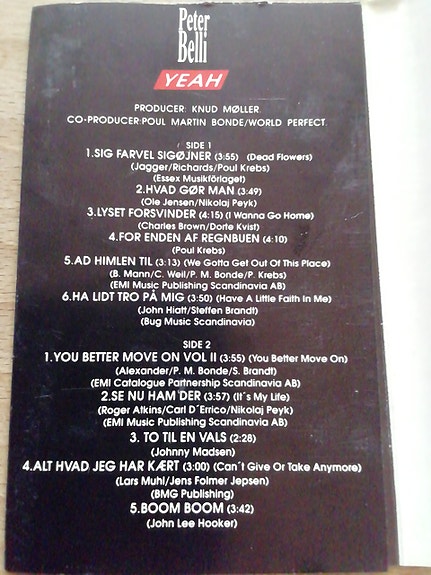 Peter
Belli
YEAH
PRODUCER: KNUD MØLLER
CO-PRODUCER:POUL MARTIN BONDE/WORLD PERFECT
SIDE 1
1.SIG FARVEL SIGØJNER (3:55) (Dead Flowers)
(Jagger/Richards/Poul Krebs)
(Essex Musikförlaget)
2.HVAD GØR MAN (3:49)
(Ole Jensen/Nikolaj Peyk)
3.LYSET FORSVINDER (4:15) (I Wanna Go Home)
(Charles Brown/Dorte Kvist)
4.FOR ENDEN AF REGNBUEN (4:10)
(Poul Krebs)
5.AD HIMLEN TIL (3:13) (We Gotta Get Out Of This Place)
(B. Mann/C. Weil/P. M. Bonde/P. Krebs)
(EMI Music Publishing Scandinavia AB)
6.HA LIDT TRO PÅ MIG (3:50) (Have A Little Faith In Me)
(John Hiatt/Steffen Brandt)
(Bug Music Scandinavia)
SIDE 2
1.YOU BETTER MOVE ON VOL II (3:55) (You Better Move On)
(Alexander/P. M. Bonde/S. Brandt)
(EMI Catalogue Partnership Scandinavia AB)
2.SE NU HAM DER (3:57) (It´s My Life)
(Roger Atkins/Carl D´Errico/Nikolaj Peyk)
(EMI Music Publishing Scandinavia AB)
3. TO TIL EN VALS (2:28)
(Johnny Madsen)
4.ALT HVAD JEG HAR KÆRT (3:00) (Can´t Give Or Take Anymore)
(Lars Muhl/Jens Folmer Jepsen)
(BMG Publishing)
5.BOOM BOOM (3:42)
(John Lee Hooker)